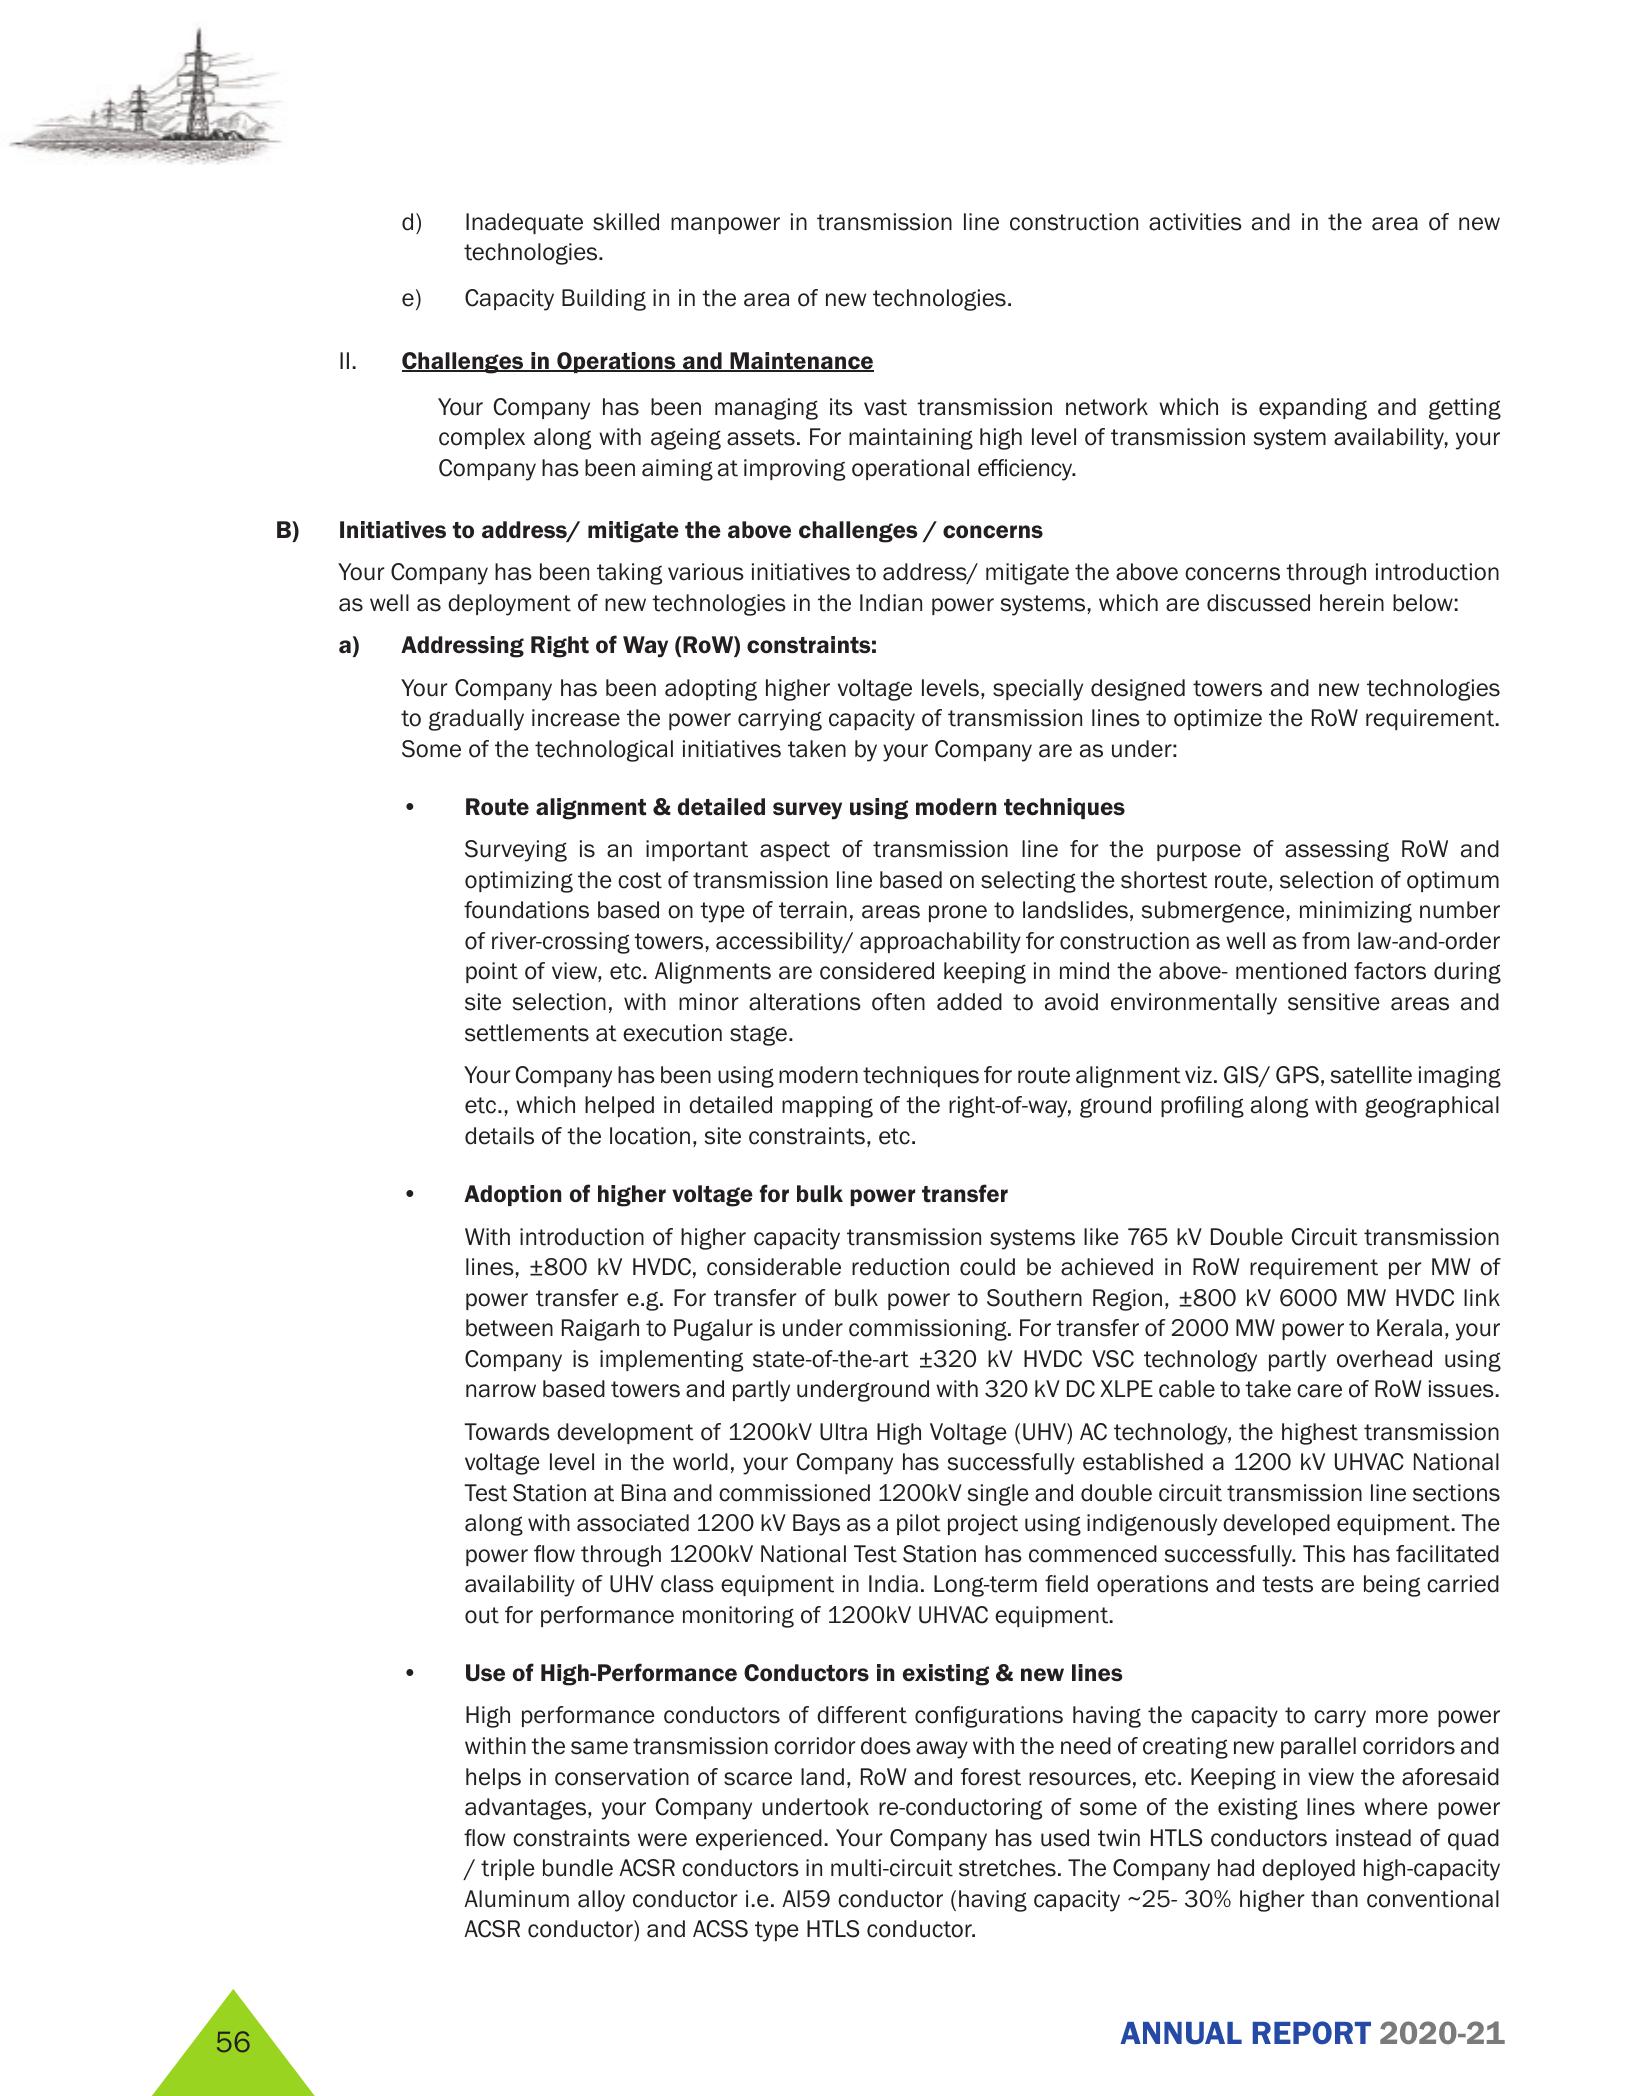 d) Inadequate skilled manpower in transmission line construction activities and in the area of new
technologies.
e) Capacity Building in in the area of new technologies.
II. Challenges in Operations and Maintenance
Your Company has been managing its vast transmission network which is expanding and getting
complex along with ageing assets. For maintaining high level of transmission system availability, your
Company has been aiming at improving operational efficiency.
B) Initiatives to address/ mitigate the above challenges / concerns
Your Company has been taking various initiatives to address/ mitigate the above concerns through introduction
as well as deployment of new technologies in the Indian power systems, which are discussed herein below:
a) Addressing Right of Way (RoW) constraints:
Your Company has been adopting higher voltage levels, specially designed towers and new technologies
to gradually increase the power carrying capacity of transmission lines to optimize the RoW requirement.
Some of the technological initiatives taken by your Company are as under:
• Route alignment & detailed survey using modern techniques
Surveying is an important aspect of transmission line for the purpose of assessing RoW and
optimizing the cost of transmission line based on selecting the shortest route, selection of optimum
foundations based on type of terrain, areas prone to landslides, submergence, minimizing number
of river-crossing towers, accessibility/ approachability for construction as well as from law-and-order
point of view, etc. Alignments are considered keeping in mind the above- mentioned factors during
site selection, with minor alterations often added to avoid environmentally sensitive areas and
settlements at execution stage.
Your Company has been using modern techniques for route alignment viz. GIS/ GPS, satellite imaging
etc., which helped in detailed mapping of the right-of-way, ground profiling along with geographical
details of the location, site constraints, etc.
• Adoption of higher voltage for bulk power transfer
With introduction of higher capacity transmission systems like 765 kV Double Circuit transmission
lines, ±800 kV HVDC, considerable reduction could be achieved in RoW requirement per MW of
power transfer e.g. For transfer of bulk power to Southern Region, ±800 kV 6000 MW HVDC link
between Raigarh to Pugalur is under commissioning. For transfer of 2000 MW power to Kerala, your
Company is implementing state-of-the-art ±320 kV HVDC VSC technology partly overhead using
narrow based towers and partly underground with 320 kV DC XLPE cable to take care of RoW issues.
Towards development of 1200kV Ultra High Voltage (UHV) AC technology, the highest transmission
voltage level in the world, your Company has successfully established a 1200 kV UHVAC National
Test Station at Bina and commissioned 1200kV single and double circuit transmission line sections
along with associated 1200 kV Bays as a pilot project using indigenously developed equipment. The
power flow through 1200kV National Test Station has commenced successfully. This has facilitated
availability of UHV class equipment in India. Long-term field operations and tests are being carried
out for performance monitoring of 1200kV UHVAC equipment.
• Use of High-Performance Conductors in existing & new lines
High performance conductors of different configurations having the capacity to carry more power
within the same transmission corridor does away with the need of creating new parallel corridors and
helps in conservation of scarce land, RoW and forest resources, etc. Keeping in view the aforesaid
advantages, your Company undertook re-conductoring of some of the existing lines where power
flow constraints were experienced. Your Company has used twin HTLS conductors instead of quad
/ triple bundle ACSR conductors in multi-circuit stretches. The Company had deployed high-capacity
Aluminum alloy conductor i.e. Al59 conductor (having capacity ~25- 30% higher than conventional
ACSR conductor) and ACSS type HTLS conductor.
56
ANNUAL REPORT 2020-21